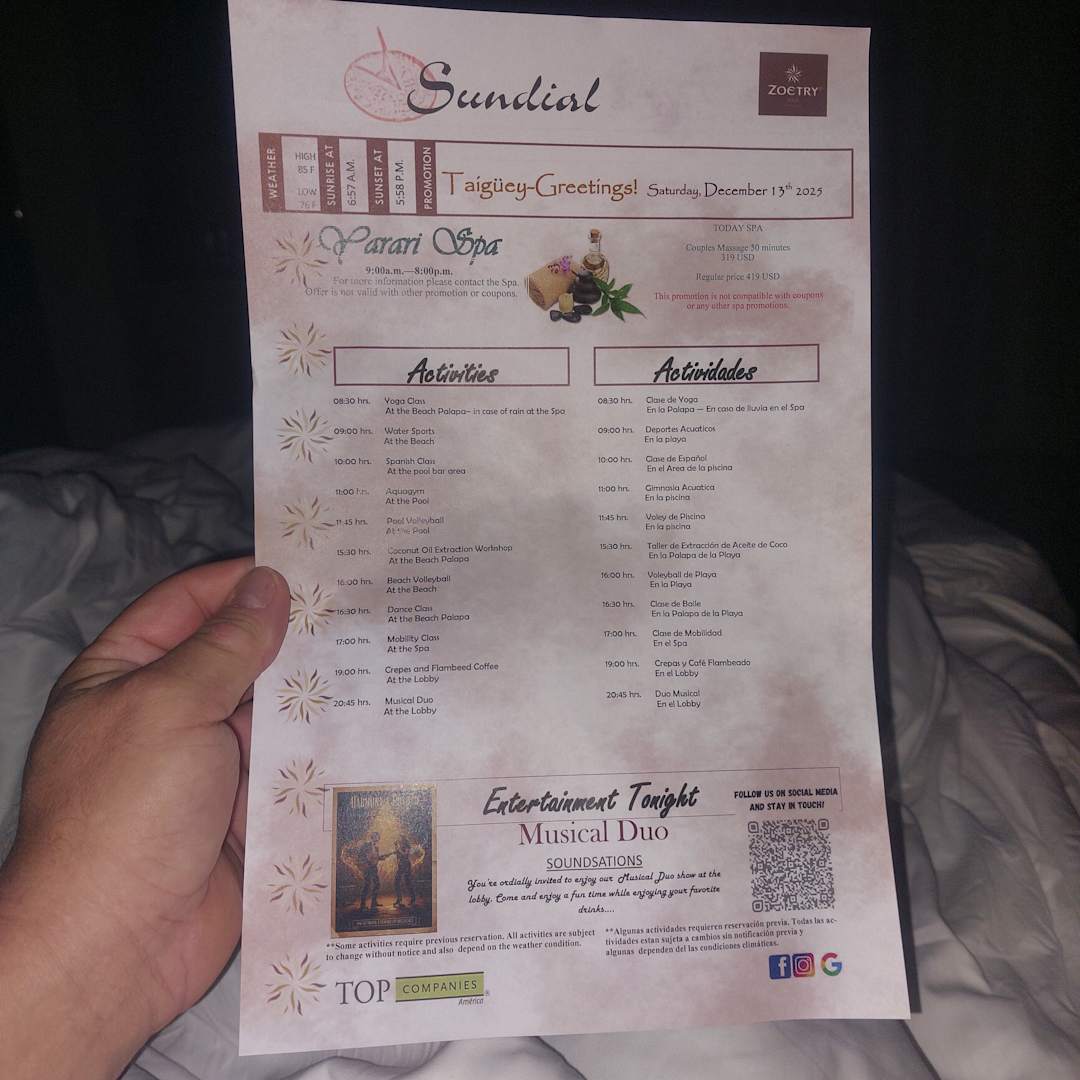 Sundial
ZOETRY
WEATHER
HIGH
85 F
LOW
76 F
SUNRISE AT
6:57 A.M.
SUNSET AT
5:58 P.M.
PROMOTION
Taigüey-Greetings! Saturday, December 13th 2025
Yarari Spa
9:00a.m.—8:00p.m.
For more information please contact the Spa.
Offer is not valid with other promotion or coupons.
TODAY SPA
Couples Massage 50 minutes
319 USD
Regular price 419 USD
This promotion is not compatible with coupons
or any other spa promotions.
Activities
08:30 hrs. Yoga Class
At the Beach Palapa– in case of rain at the Spa
09:00 hrs. Water Sports
At the Beach
10:00 hrs. Spanish Class
At the pool bar area
11:00 hrs. Aquagym
At the Pool
11:45 hrs. Pool Volleyball
At the Pool
15:30 hrs. Coconut Oil Extraction Workshop
At the Beach Palapa
16:00 hrs. Beach Volleyball
At the Beach
16:30 hrs. Dance Class
At the Beach Palapa
17:00 hrs. Mobility Class
At the Spa
19:00 hrs. Crepes and Flambeed Coffee
At the Lobby
20:45 hrs. Musical Duo
At the Lobby
Actividades
08:30 hrs. Clase de Yoga
En la Palapa — En caso de lluvia en el Spa
09:00 hrs. Deportes Acuaticos
En la playa
10:00 hrs. Clase de Español
En el Area de la piscina
11:00 hrs. Gimnasia Acuatica
En la piscina
11:45 hrs. Voley de Piscina
En la piscina
15:30 hrs. Taller de Extracción de Aceite de Coco
En la Palapa de la Playa
16:00 hrs. Voleyball de Playa
En la Playa
16:30 hrs. Clase de Baile
En la Palapa de la Playa
17:00 hrs. Clase de Mobilidad
En el Spa
19:00 hrs. Crepas y Café Flambeado
En el Lobby
20:45 hrs. Duo Musical
En el Lobby
Entertainment Tonight
Musical Duo
SOUNDSATIONS
You're ordially invited to enjoy our Musical Duo show at the
lobby. Come and enjoy a fun time while enjoying your favorite
drinks....
FOLLOW US ON SOCIAL MEDIA
AND STAY IN TOUCH!
**Some activities require previous reservation. All activities are subject
to change without notice and also depend on the weather condition.
**Algunas actividades requieren reservación previa. Todas las ac-
tividades estan sujeta a cambios sin notificación previa y
algunas dependen del las condiciones climáticas.
TOP COMPANIES
América